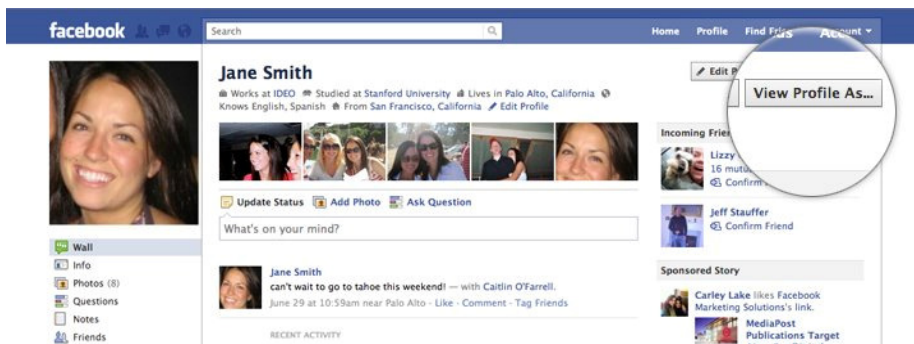 facebook
Search
Home Profile Find Account
Jane Smith
Edit
View Profile As...
Works at IDEO Studied at Stanford University Lives in Palo Alto, California
Knows English, Spanish From San Francisco, California Edit Profile
Update Status Add Photo Ask Question
What's on your mind?
Wall
Info
Photos (8)
Questions
Notes
Friends
Jane Smith
can't wait to go to tahoe this weekend! — with Caitlin O'Farrell.
June 29 at 10:59am near Palo Alto · Like · Comment · Tag Friends
RECENT ACTIVITY
Incoming
Lizzy
16
Confirm
Jeff
Stauffer
Confirm Friend
Sponsored Story
Carley Lake likes Facebook
Marketing Solutions's link.
MediaPost
Publications Target